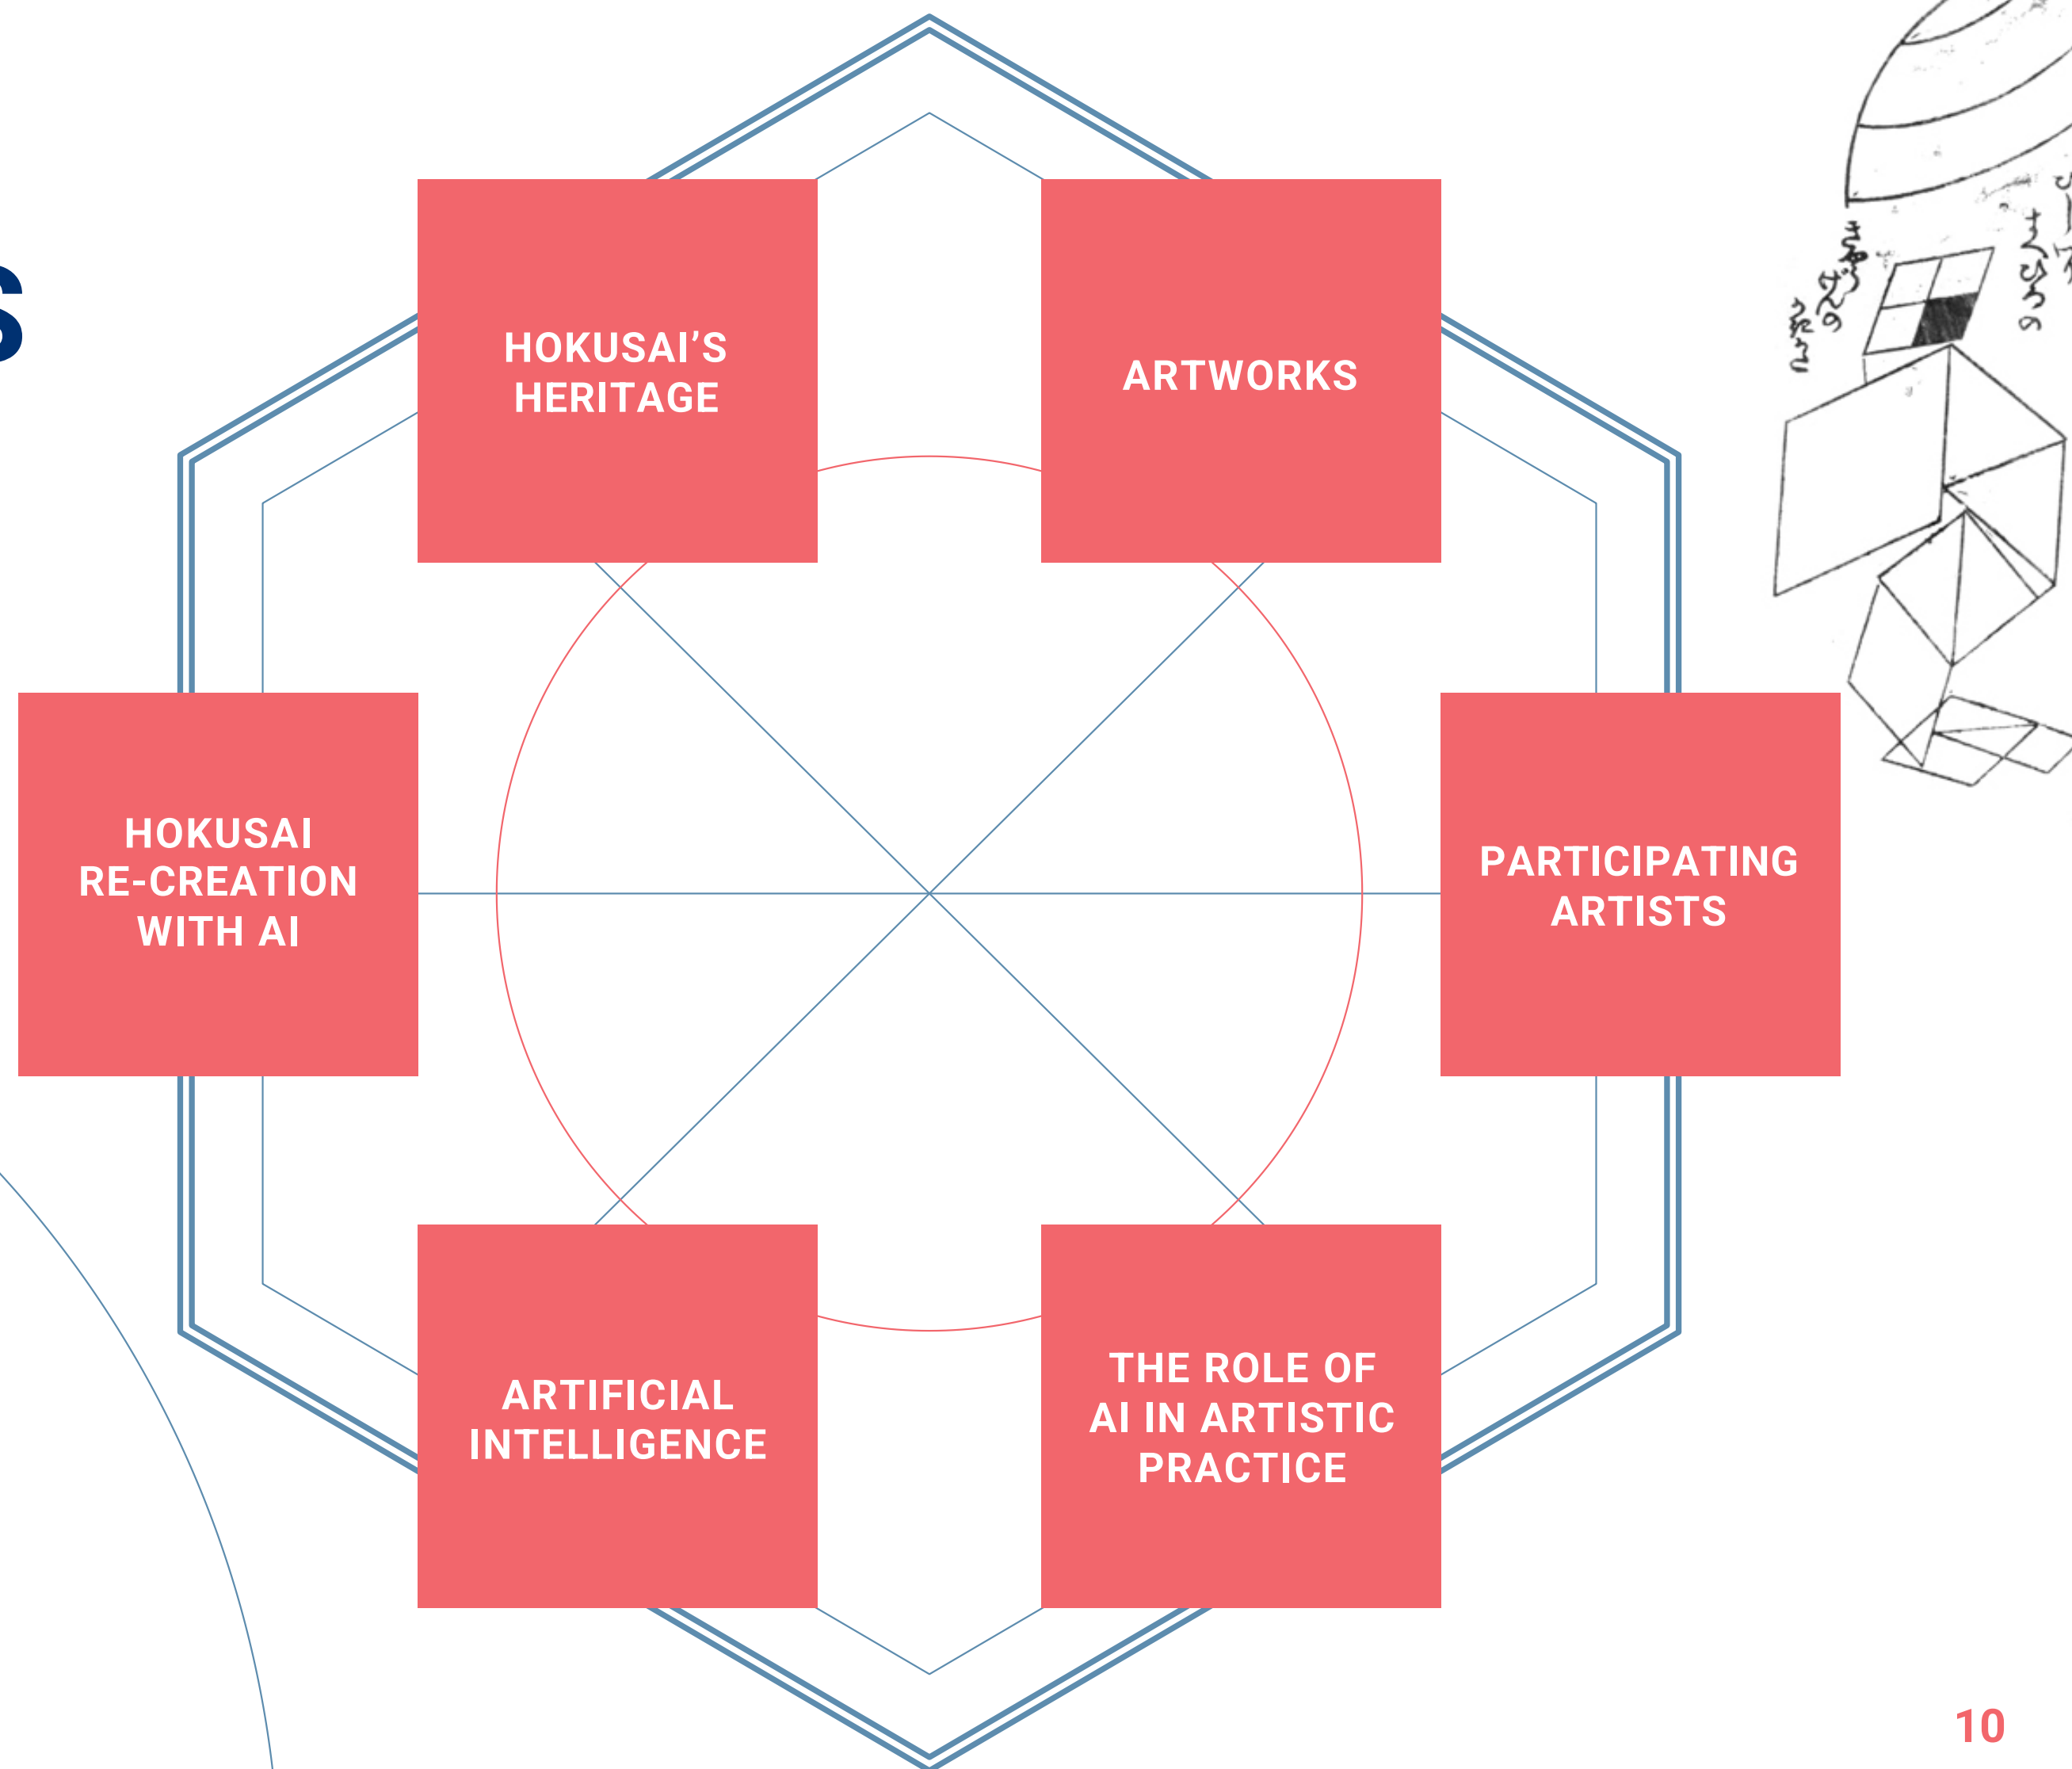 S
HOKUSAI’S
HERITAGE
ARTWORKS
HOKUSAI
RE-CREATION
WITH AI
PARTICIPATING
ARTISTS
ARTIFICIAL
INTELLIGENCE
THE ROLE OF
AI IN ARTISTIC
PRACTICE
10